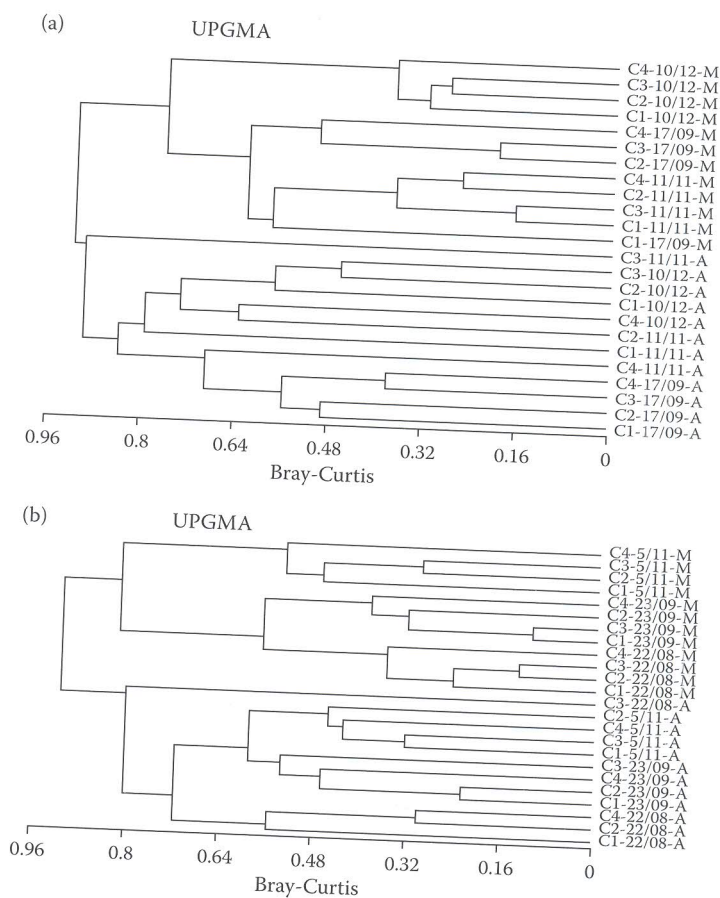 (a)
UPGMA
C4-10/12-M
C3-10/12-M
C2-10/12-M
C1-10/12-M
C4-17/09-M
C3-17/09-M
C2-17/09-M
C4-11/11-M
C2-11/11-M
C3-11/11-M
C1-11/11-M
C1-17/09-M
C3-11/11-A
C3-10/12-A
C2-10/12-A
C1-10/12-A
C4-10/12-A
C2-11/11-A
C1-11/11-A
C4-11/11-A
C4-17/09-A
C3-17/09-A
C2-17/09-A
C1-17/09-A
0.96 0.8 0.64 0.48 0.32 0.16 0
Bray-Curtis
(b)
UPGMA
C4-5/11-M
C3-5/11-M
C2-5/11-M
C1-5/11-M
C4-23/09-M
C2-23/09-M
C3-23/09-M
C1-23/09-M
C4-22/08-M
C3-22/08-M
C2-22/08-M
C1-22/08-M
C3-22/08-A
C2-5/11-A
C4-5/11-A
C3-5/11-A
C1-5/11-A
C3-23/09-A
C4-23/09-A
C2-23/09-A
C1-23/09-A
C4-22/08-A
C2-22/08-A
C1-22/08-A
0.96 0.8 0.64 0.48 0.32 0.16 0
Bray-Curtis